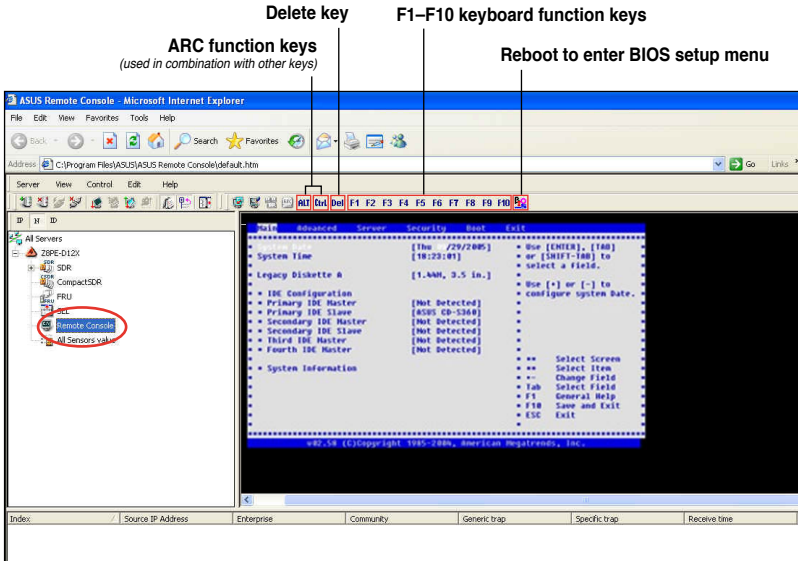 Delete key
F1–F10 keyboard function keys
ARC function keys
(used in combination with other keys)
Reboot to enter BIOS setup menu
ASUS Remote Console - Microsoft Internet Explorer
File Edit View Favorites Tools Help
Back Search Favorites
Address C:\Program Files\ASUS\ASUS Remote Console\default.htm Go Links
Server View Control Edit Help
ALT Ctrl Del F1 F2 F3 F4 F5 F6 F7 F8 F9 F10
IP N ID
All Servers
Z8PE-D12X
SDR
CompactSDR
FRU
SEL
Remote Console
All Sensors value
Main Advanced Server Security Boot Exit
System Date [Thu /29/2005]
System Time [18:23:01]
Legacy Diskette A [1.44M, 3.5 in.]
IDE Configuration
Primary IDE Master [Not Detected]
Primary IDE Slave [ASUS CD-S360]
Secondary IDE Master [Not Detected]
Secondary IDE Slave [Not Detected]
Third IDE Master [Not Detected]
Fourth IDE Master [Not Detected]
System Information
Use [ENTER], [TAB]
or [SHIFT-TAB] to
select a field.
Use [+] or [-] to
configure system Date.
Select Screen
Select Item
+- Change Field
Tab Select Field
F1 General Help
F10 Save and Exit
ESC Exit
v02.58 (C)Copyright 1985-2004, American Megatrends, Inc.
Index / Source IP Address Enterprise Community Generic trap Specific trap Receive time